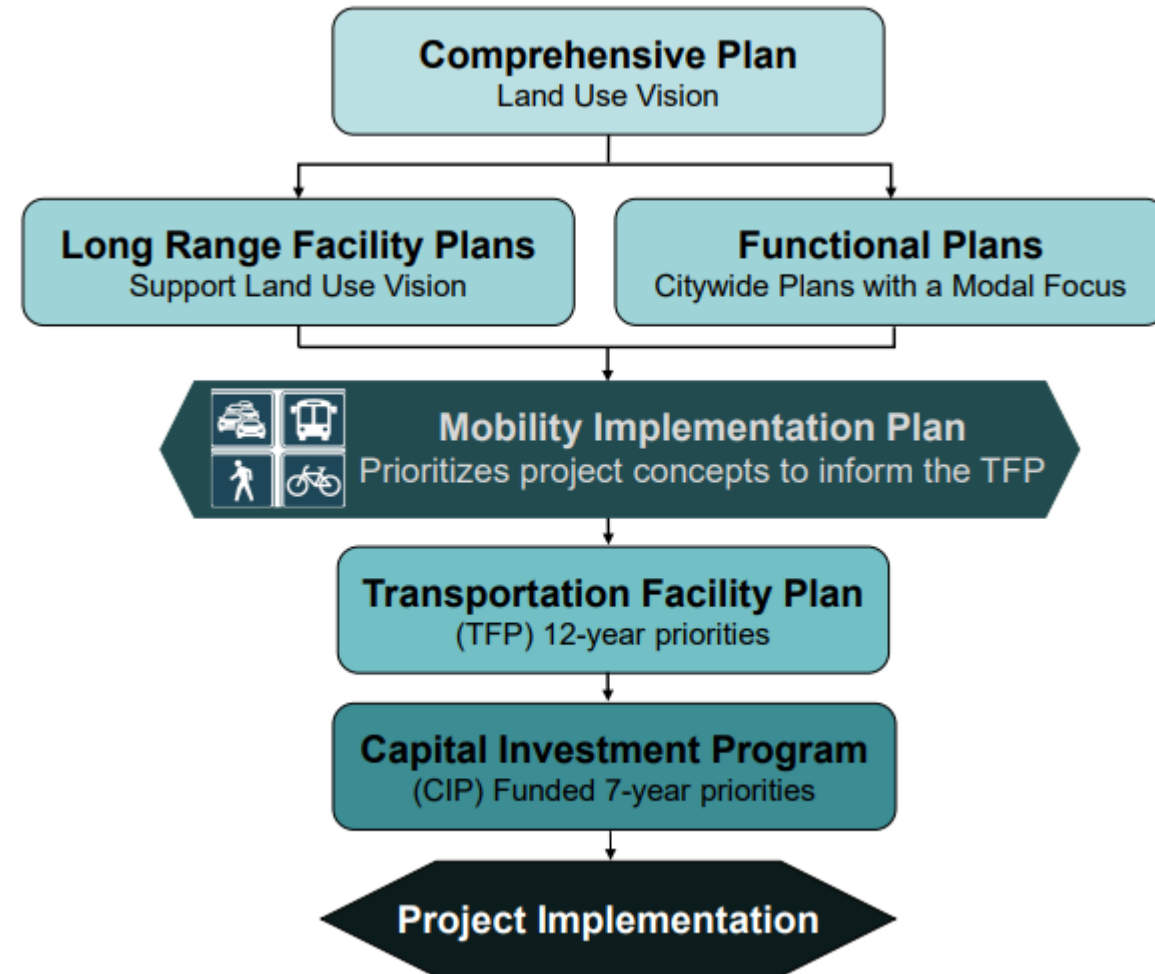 Comprehensive Plan
Land Use Vision
Long Range Facility Plans
Support Land Use Vision
Functional Plans
Citywide Plans with a Modal Focus
Mobility Implementation Plan
Prioritizes project concepts to inform the TFP
Transportation Facility Plan
(TFP) 12-year priorities
Capital Investment Program
(CIP) Funded 7-year priorities
Project Implementation